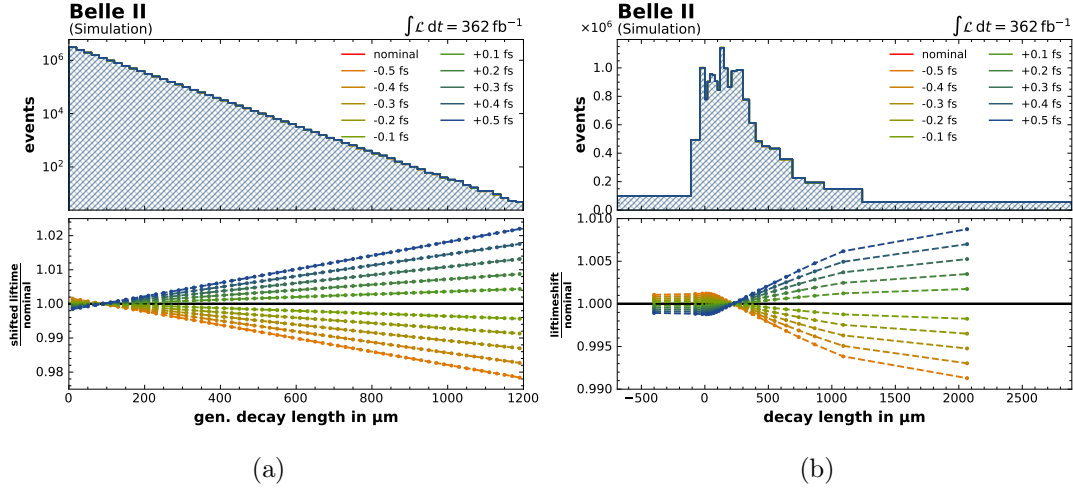 Belle II
(Simulation)
∫ℒ dt = 362 fb⁻¹
events
10⁶
10⁴
10²
nominal
-0.5 fs
-0.4 fs
-0.3 fs
-0.2 fs
-0.1 fs
+0.1 fs
+0.2 fs
+0.3 fs
+0.4 fs
+0.5 fs
shifted liftime
nominal
1.02
1.01
1.00
0.99
0.98
0 200 400 600 800 1000 1200
gen. decay length in µm
(a)
Belle II
(Simulation)
∫ℒ dt = 362 fb⁻¹
×10⁶
events
1.0
0.8
0.6
0.4
0.2
0.0
nominal
-0.5 fs
-0.4 fs
-0.3 fs
-0.2 fs
-0.1 fs
+0.1 fs
+0.2 fs
+0.3 fs
+0.4 fs
+0.5 fs
liftimeshift
nominal
1.010
1.005
1.000
0.995
0.990
−500 0 500 1000 1500 2000 2500
decay length in µm
(b)